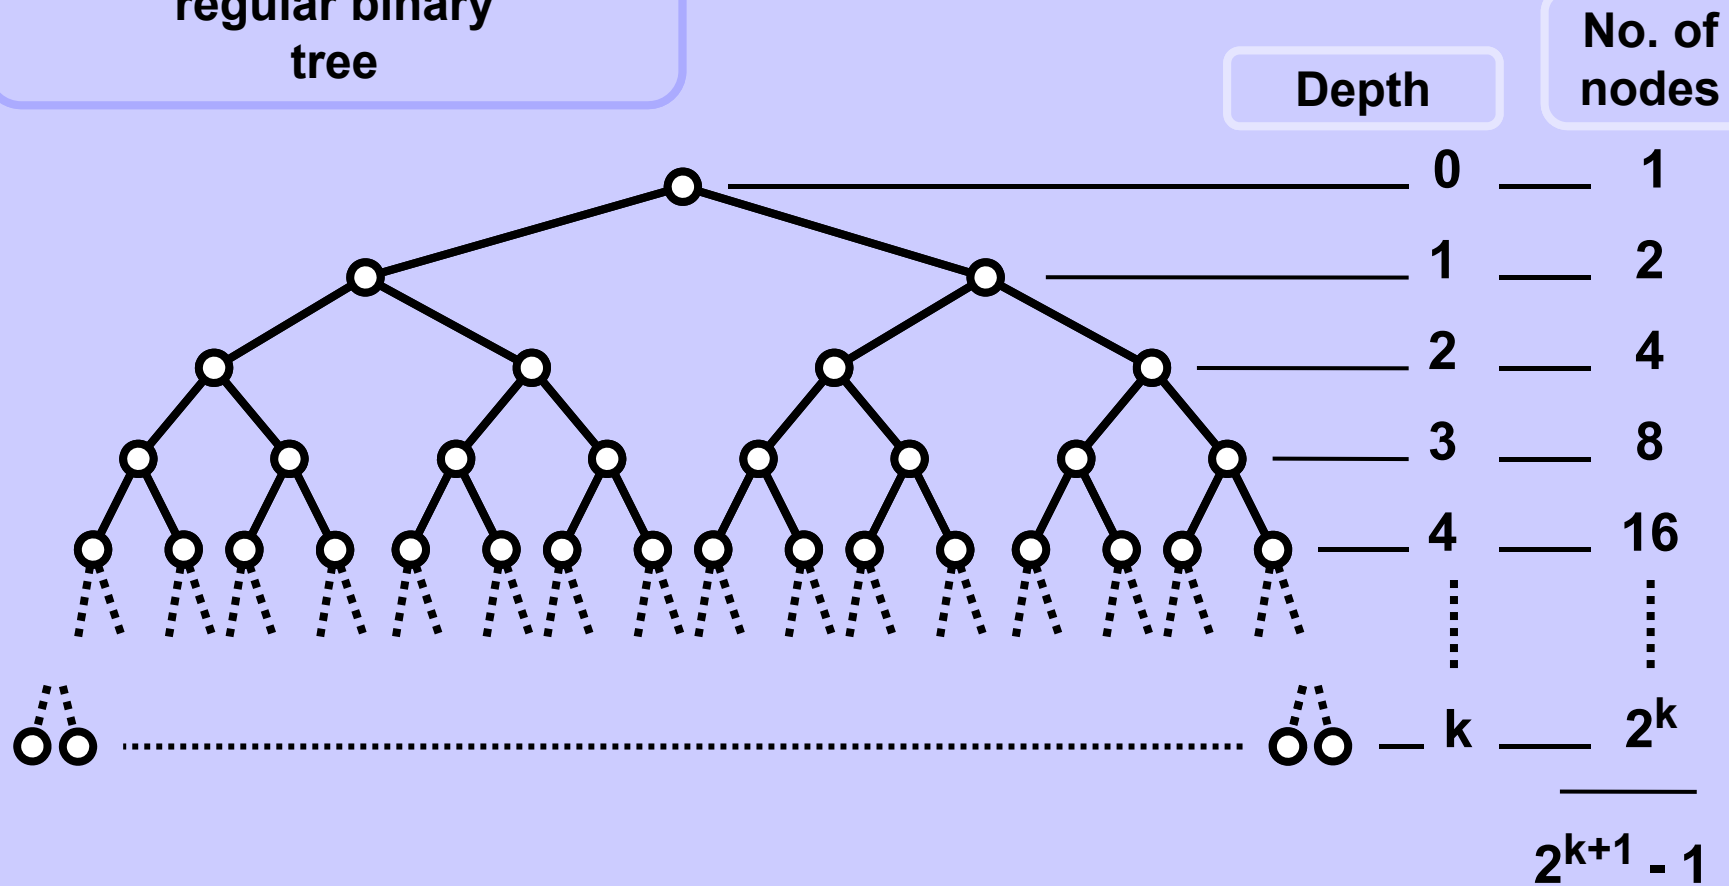 regular binary
tree
Depth
No. of
nodes
0 1
1 2
2 4
3 8
4 16
k 2^k
2^{k+1} - 1